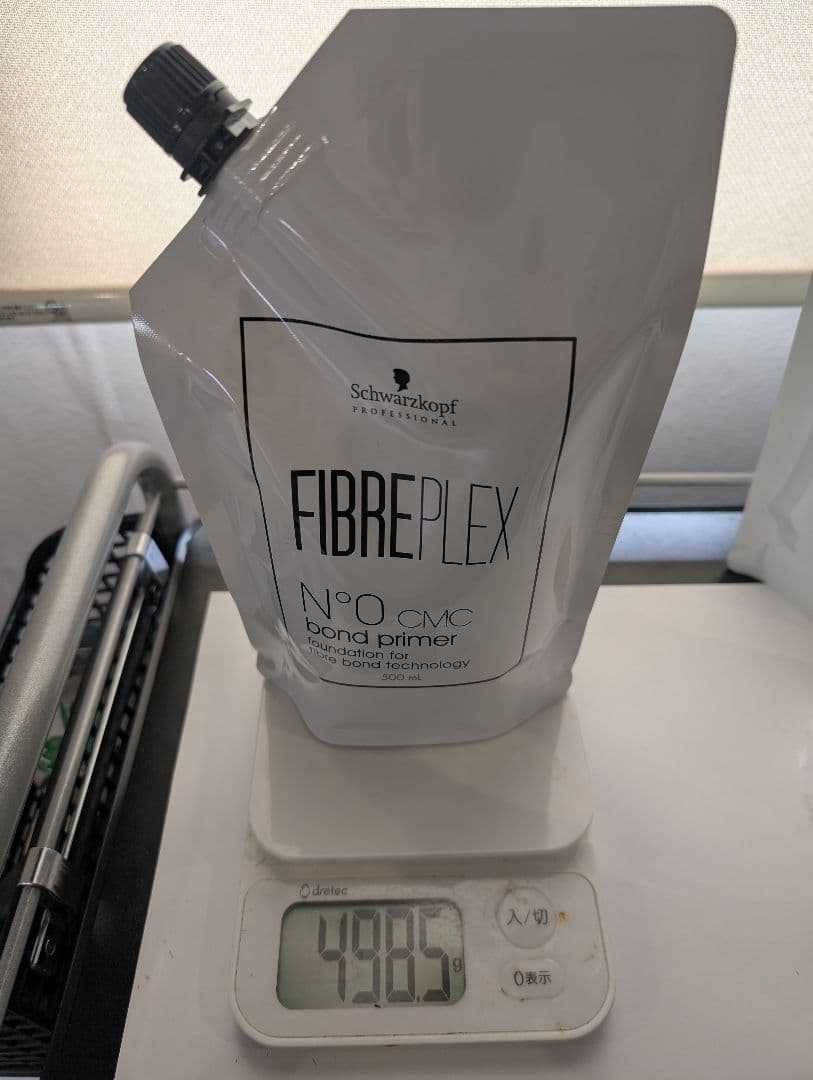 Schwarzkopf
PROFESSIONAL
FIBREPLEX
N°0 CMC
bond primer
foundation for
fibre bond technology
500 mL
dretec
498.5g
入/切
0表示